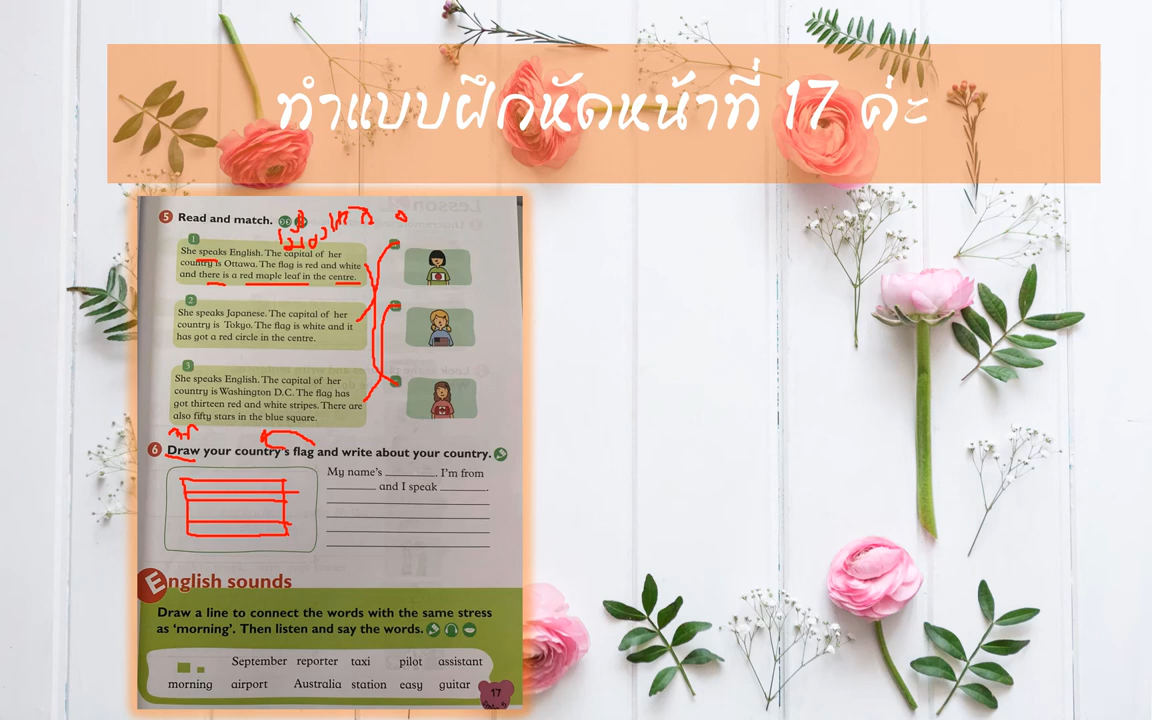 ทำแบบฝึกหัดหน้าที่ 17 ค่ะ
5 Read and match.
1
She speaks English. The capital of her
country is Ottawa. The flag is red and white
and there is a red maple leaf in the centre.
2
She speaks Japanese. The capital of her
country is Tokyo. The flag is white and it
has got a red circle in the centre.
3
She speaks English. The capital of her
country is Washington D.C. The flag has
got thirteen red and white stripes. There are
also fifty stars in the blue square.
6 Draw your country's flag and write about your country.
My name's ________. I'm from
________ and I speak ________.
English sounds
Draw a line to connect the words with the same stress
as 'morning'. Then listen and say the words.
September reporter taxi pilot assistant
morning airport Australia station easy guitar
17